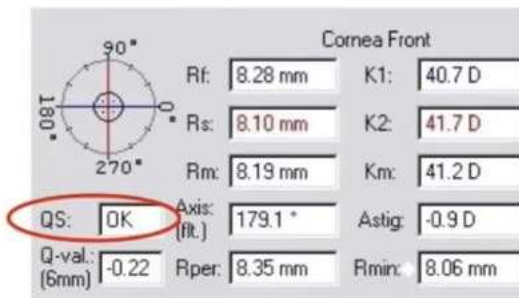 Cornea Front
90°
180°
0°
270°
Rf: 8.28 mm K1: 40.7 D
Rs: 8.10 mm K2: 41.7 D
Rm: 8.19 mm Km: 41.2 D
QS: OK Axis: (flt.) 179.1 ° Astig: -0.9 D
Q-val.: (6mm) -0.22 Rper: 8.35 mm Rmin: 8.06 mm